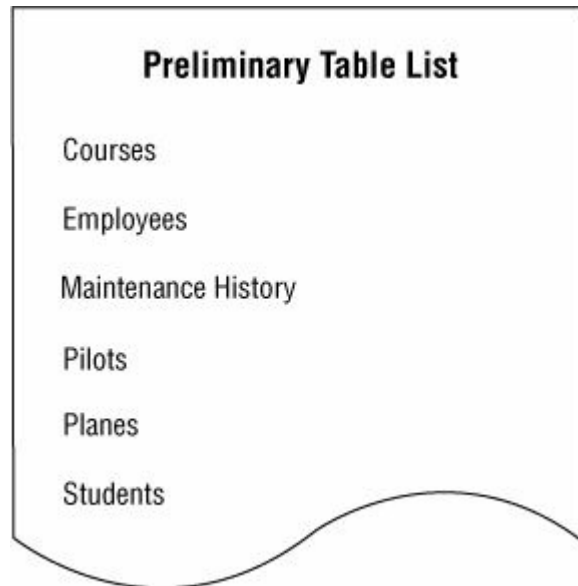 Preliminary Table List
Courses
Employees
Maintenance History
Pilots
Planes
Students